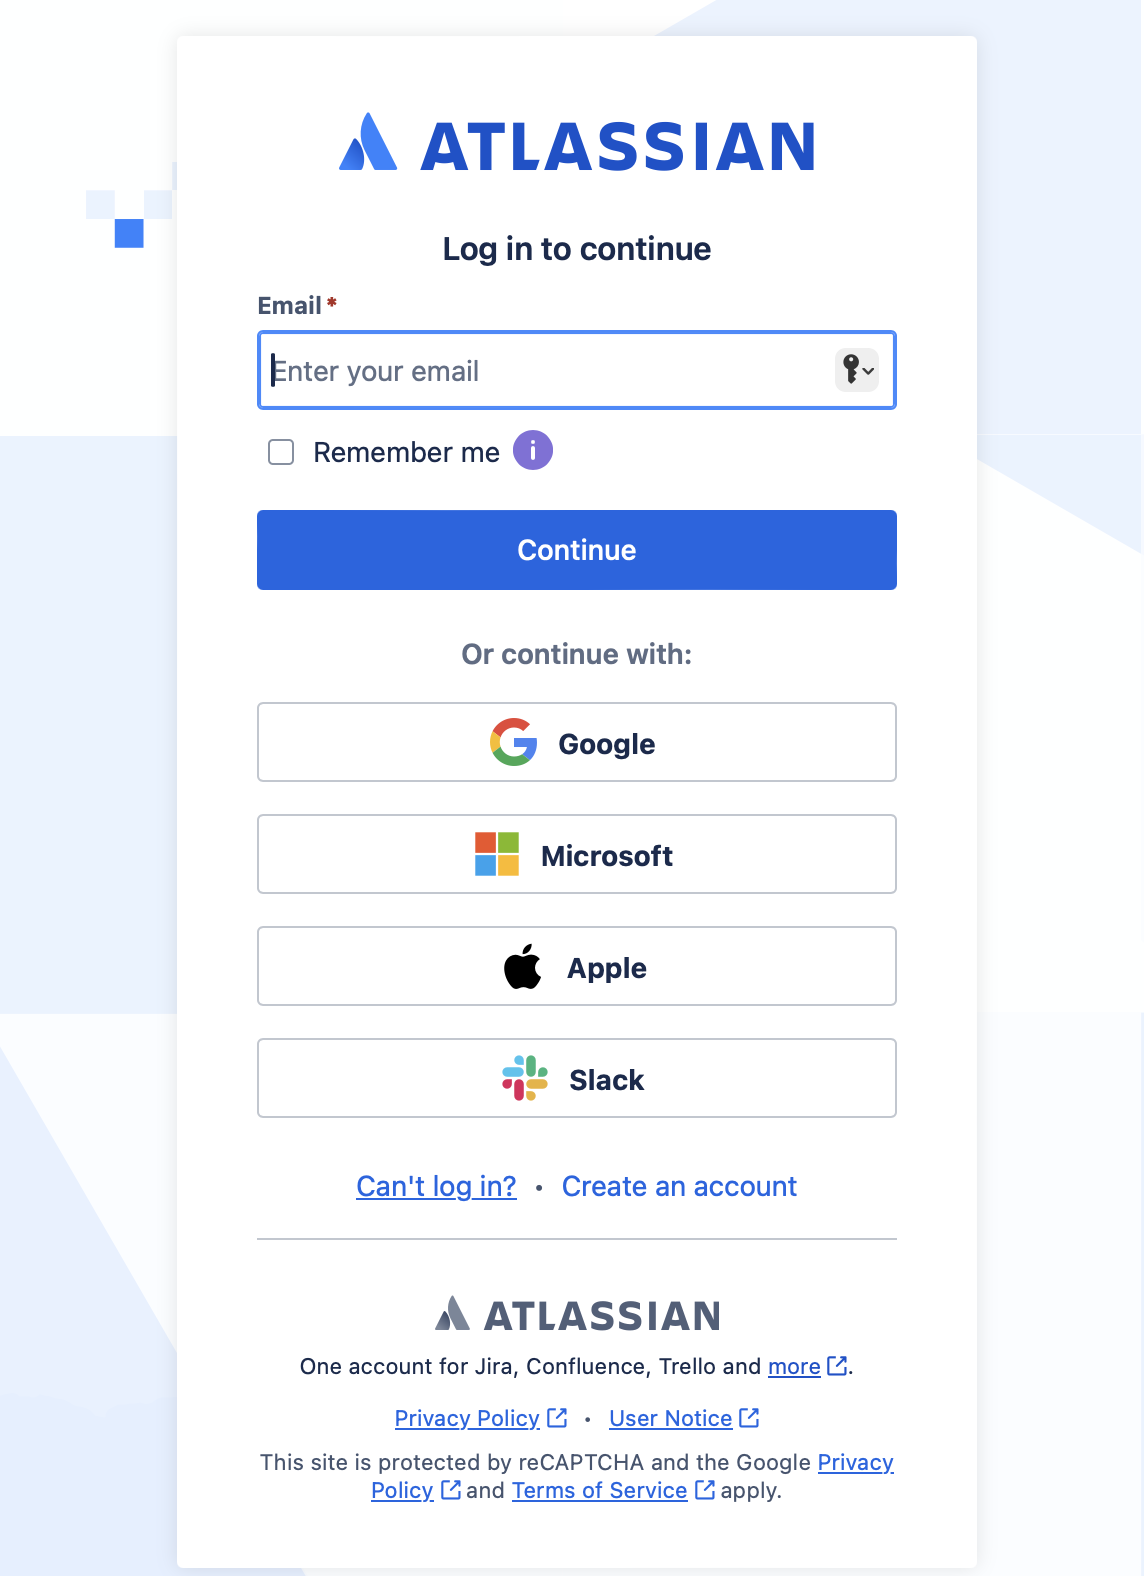 ATLASSIAN
Log in to continue
Email *
Enter your email
Remember me
Continue
Or continue with:
Google
Microsoft
Apple
Slack
Can't log in? • Create an account
ATLASSIAN
One account for Jira, Confluence, Trello and more.
Privacy Policy • User Notice
This site is protected by reCAPTCHA and the Google Privacy
Policy and Terms of Service apply.